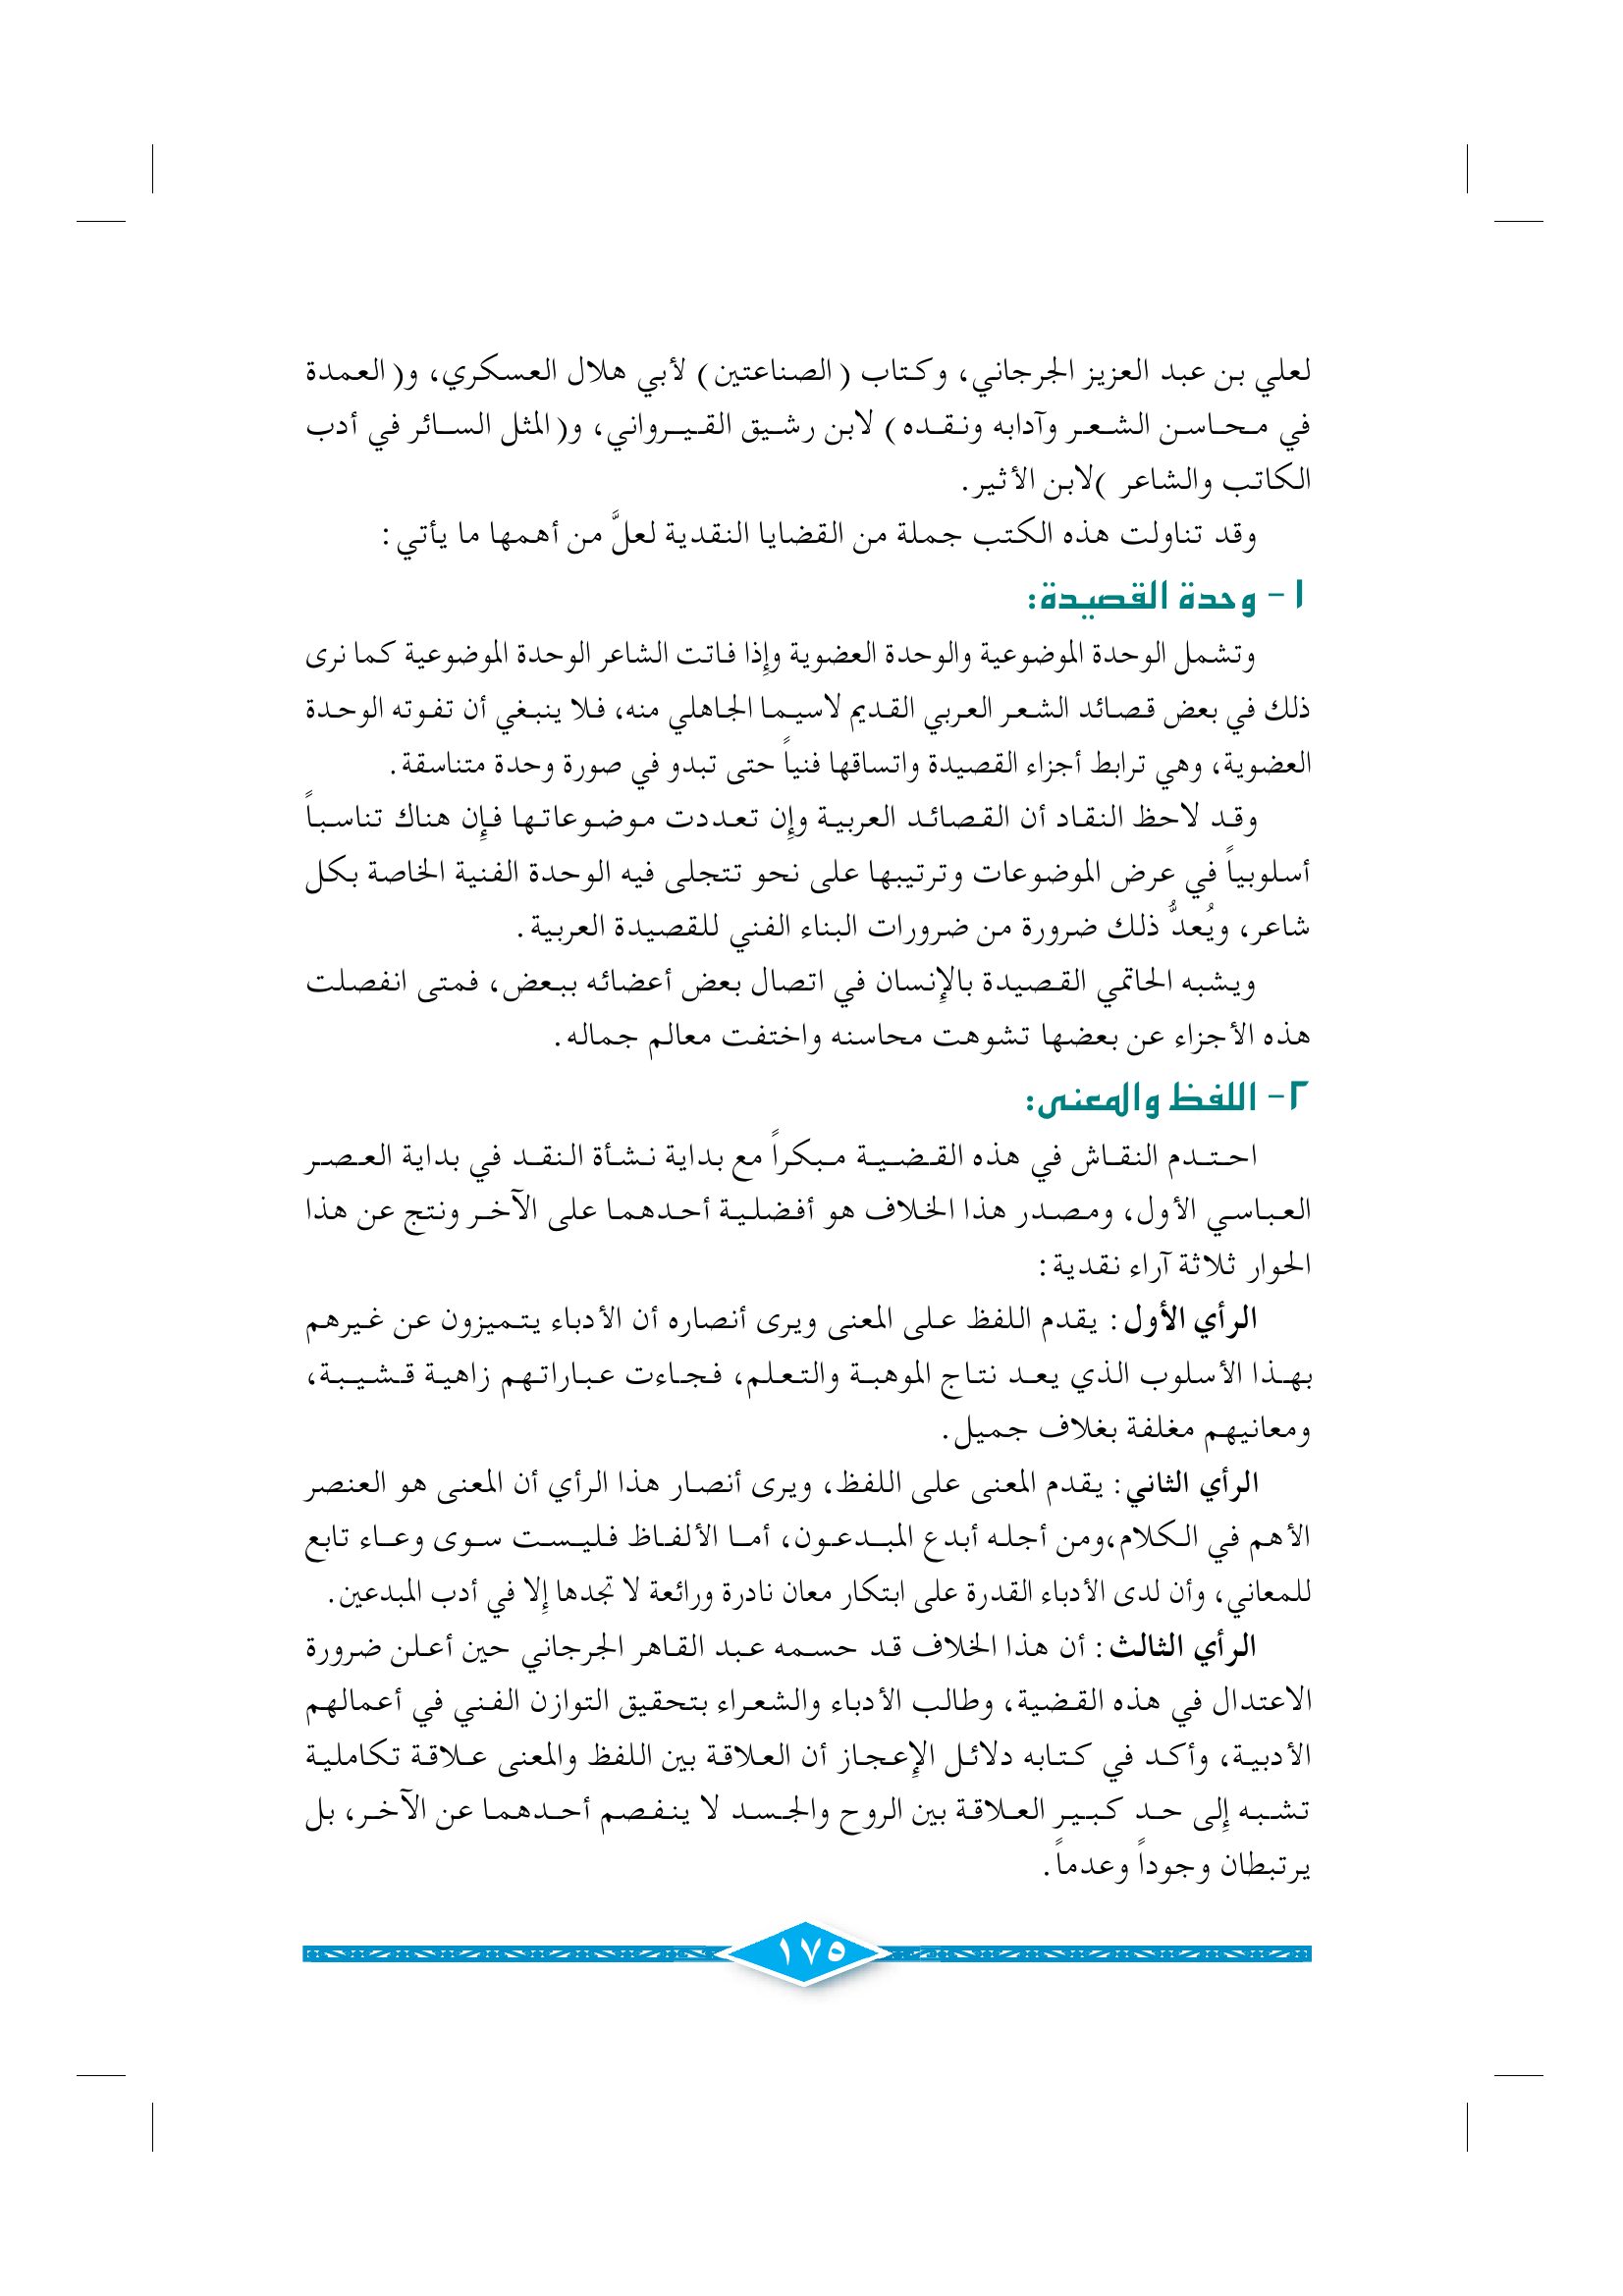 لعلي بن عبد العزيز الجرجاني، وكتاب (الصناعتين) لأبي هلال العسكري، و(العمدة
في محاسن الشعر وآدابه ونقده) لابن رشيق القيرواني، و(المثل السائر في أدب
الكاتب والشاعر )لابن الأثير.
وقد تناولت هذه الكتب جملة من القضايا النقدية لعلَّ من أهمها ما يأتي:
١- وحدة القصيدة:
وتشمل الوحدة الموضوعية والوحدة العضوية وإِذا فاتت الشاعر الوحدة الموضوعية كما نرى
ذلك في بعض قصائد الشعر العربي القديم لاسيما الجاهلي منه، فلا ينبغي أن تفوته الوحدة
العضوية، وهي ترابط أجزاء القصيدة واتساقها فنياً حتى تبدو في صورة وحدة متناسقة.
وقد لاحظ النقاد أن القصائد العربية وإِن تعددت موضوعاتها فإِن هناك تناسباً
أسلوبياً في عرض الموضوعات وترتيبها على نحو تتجلى فيه الوحدة الفنية الخاصة بكل
شاعر، ويُعدُّ ذلك ضرورة من ضرورات البناء الفني للقصيدة العربية.
ويشبه الحاتمي القصيدة بالإِنسان في اتصال بعض أعضائه ببعض، فمتى انفصلت
هذه الأجزاء عن بعضها تشوهت محاسنه واختفت معالم جماله.
٢- اللفظ والمعنى:
احتدم النقاش في هذه القضية مبكراً مع بداية نشأة النقد في بداية العصر
العباسي الأول، ومصدر هذا الخلاف هو أفضلية أحدهما على الآخر ونتج عن هذا
الحوار ثلاثة آراء نقدية:
الرأي الأول: يقدم اللفظ على المعنى ويرى أنصاره أن الأدباء يتميزون عن غيرهم
بهذا الأسلوب الذي يعد نتاج الموهبة والتعلم، فجاءت عباراتهم زاهية قشيبة،
ومعانيهم مغلفة بغلاف جميل.
الرأي الثاني: يقدم المعنى على اللفظ، ويرى أنصار هذا الرأي أن المعنى هو العنصر
الأهم في الكلام،ومن أجله أبدع المبدعون، أما الألفاظ فليست سوى وعاء تابع
للمعاني، وأن لدى الأدباء القدرة على ابتكار معان نادرة ورائعة لا تجدها إِلا في أدب المبدعين.
الرأي الثالث: أن هذا الخلاف قد حسمه عبد القاهر الجرجاني حين أعلن ضرورة
الاعتدال في هذه القضية، وطالب الأدباء والشعراء بتحقيق التوازن الفني في أعمالهم
الأدبية، وأكد في كتابه دلائل الإِعجاز أن العلاقة بين اللفظ والمعنى علاقة تكاملية
تشبه إِلى حد كبير العلاقة بين الروح والجسد لا ينفصم أحدهما عن الآخر، بل
يرتبطان وجوداً وعدماً.
١٧٥